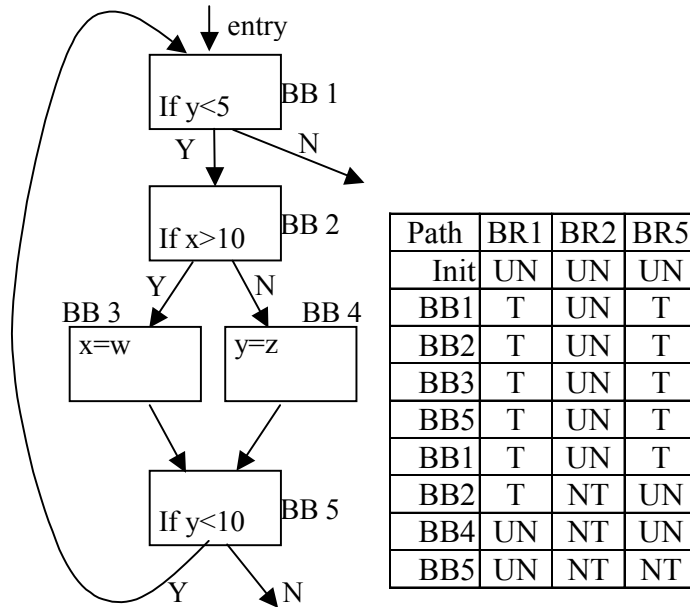 entry
BB 1
If y<5
Y
N
BB 2
If x>10
Y
N
BB 3
BB 4
x=w
y=z
BB 5
If y<10
Y
N
Path BR1 BR2 BR5
Init UN UN UN
BB1 T UN T
BB2 T UN T
BB3 T UN T
BB5 T UN T
BB1 T UN T
BB2 T NT UN
BB4 UN NT UN
BB5 UN NT NT